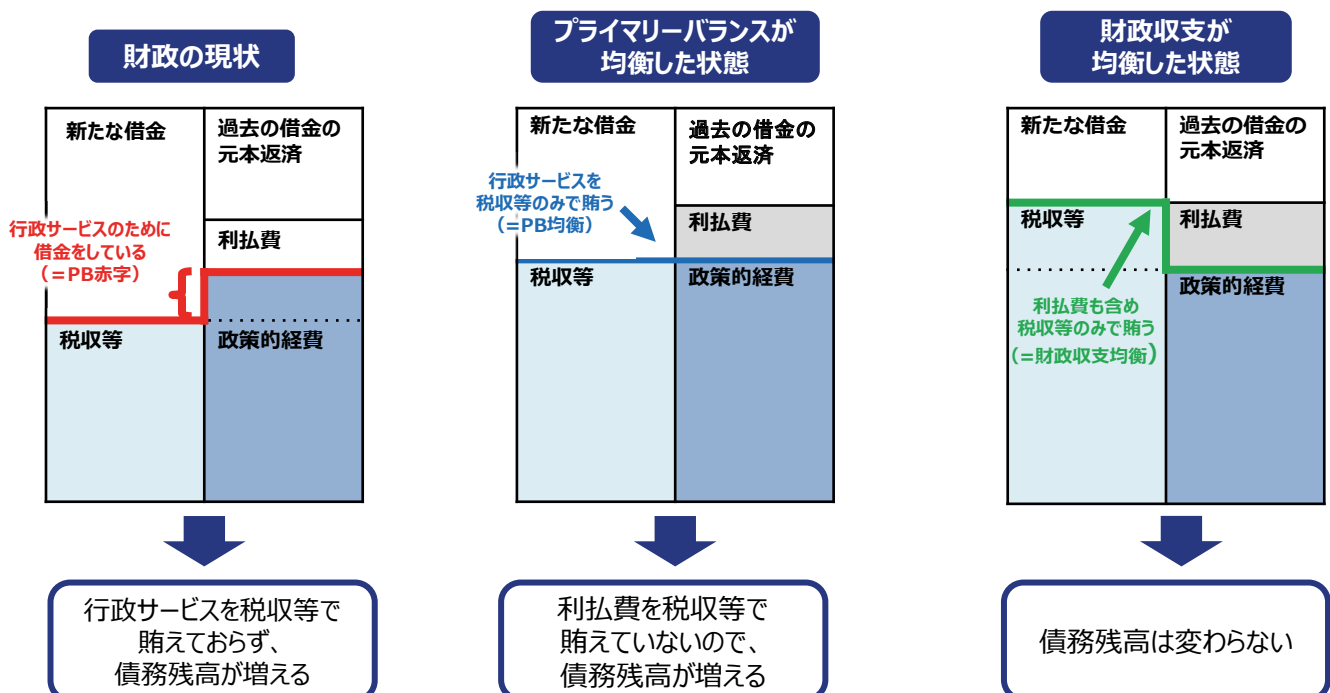 財政の現状
新たな借金
過去の借金の
元本返済
行政サービスのために
借金をしている
（＝PB赤字）
利払費
税収等
政策的経費
行政サービスを税収等で
賄えておらず、
債務残高が増える
プライマリーバランスが
均衡した状態
新たな借金
過去の借金の
元本返済
行政サービスを
税収等のみで賄う
（=PB均衡）
利払費
税収等
政策的経費
利払費を税収等で
賄えていないので、
債務残高が増える
財政収支が
均衡した状態
新たな借金
過去の借金の
元本返済
税収等
利払費
政策的経費
利払費も含め
税収等のみで賄う
（=財政収支均衡）
債務残高は変わらない